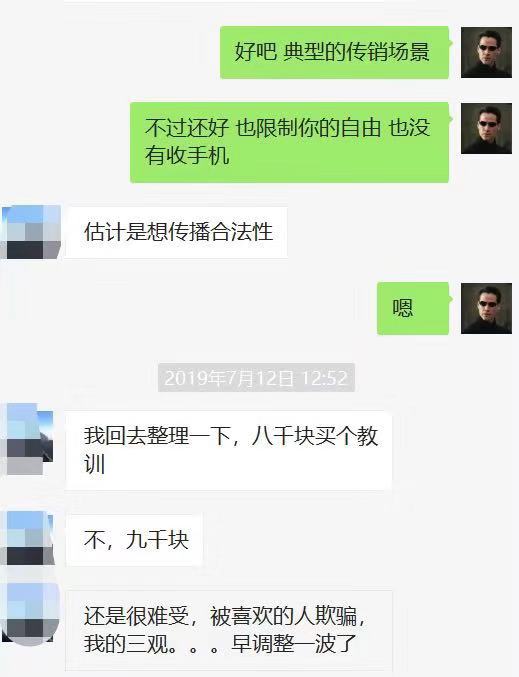 好吧 典型的传销场景
不过还好 也限制你的自由 也没
有收手机
估计是想传播合法性
嗯
2019年7月12日 12:52
我回去整理一下，八千块买个教
训
不，九千块
还是很难受，被喜欢的人欺骗，
我的三观。。。早调整一波了